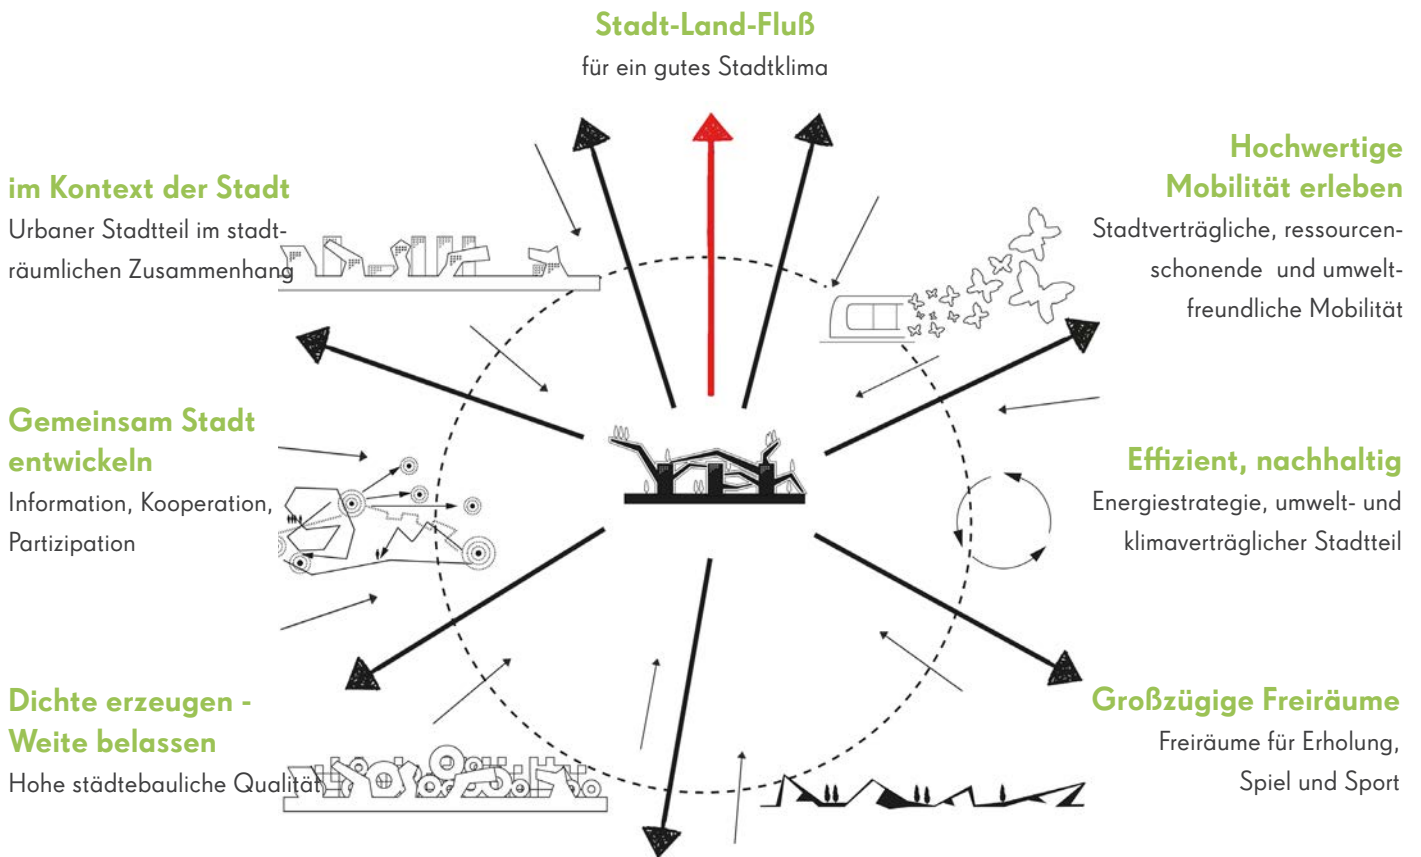 Stadt-Land-Fluß
für ein gutes Stadtklima
im Kontext der Stadt
Urbaner Stadtteil im stadt-
räumlichen Zusammenhang
Gemeinsam Stadt
entwickeln
Information, Kooperation,
Partizipation
Dichte erzeugen -
Weite belassen
Hohe städtebauliche Qualität
Hochwertige
Mobilität erleben
Stadtverträgliche, ressourcen-
schonende und umwelt-
freundliche Mobilität
Effizient, nachhaltig
Energiestrategie, umwelt- und
klimaverträglicher Stadtteil
Großzügige Freiräume
Freiräume für Erholung,
Spiel und Sport